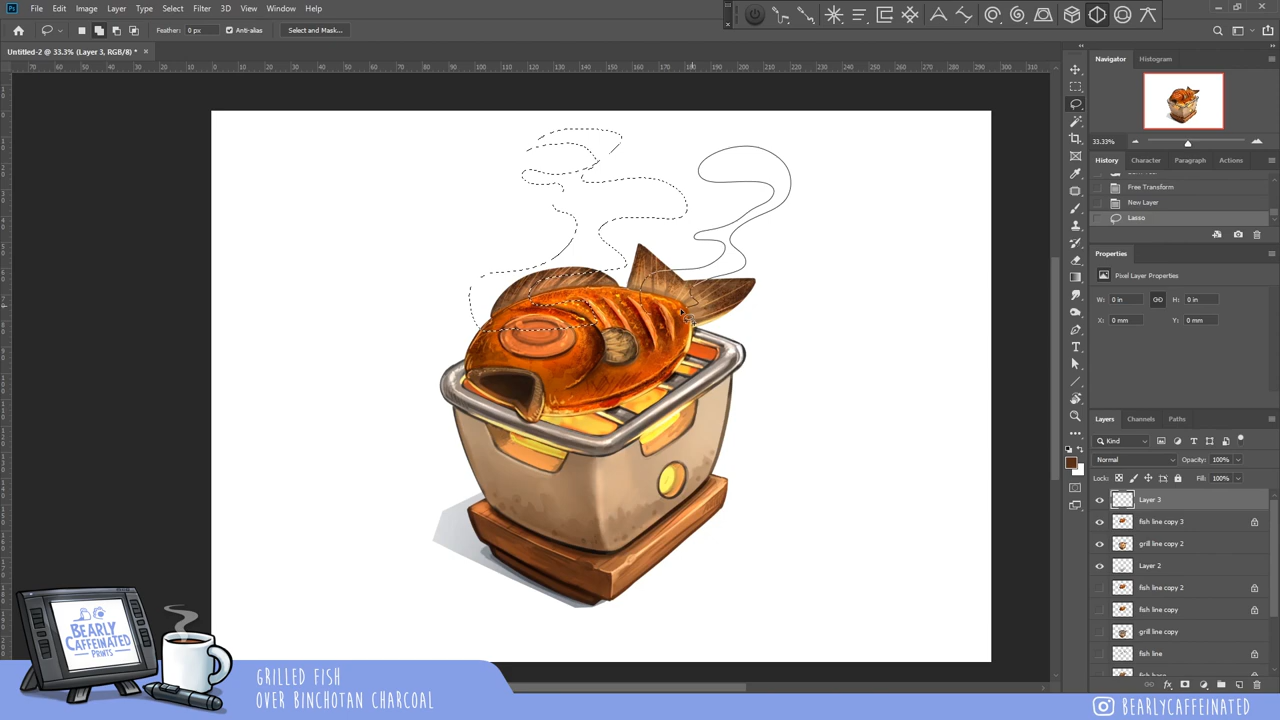 Ps File Edit Image Layer Type Select Filter 3D View Window Help
Feather: 0 px Anti-alias Select and Mask...
Untitled-2 @ 33.3% (Layer 3, RGB/8) * ×
Navigator Histogram
33.33%
History Character Paragraph Actions
Free Transform
New Layer
Lasso
Properties
Pixel Layer Properties
W: 0 in H: 0 in
X: 0 mm Y: 0 mm
Layers Channels Paths
Kind
Normal Opacity: 100%
Lock: Fill: 100%
Layer 3
fish line copy 3
grill line copy 2
Layer 2
fish line copy 2
fish line copy
grill line copy
fish line
BEARLY
CAFFEINATED
PRINTS
GRILLED FISH
OVER BINCHOTAN CHARCOAL
BEARLYCAFFEINATED